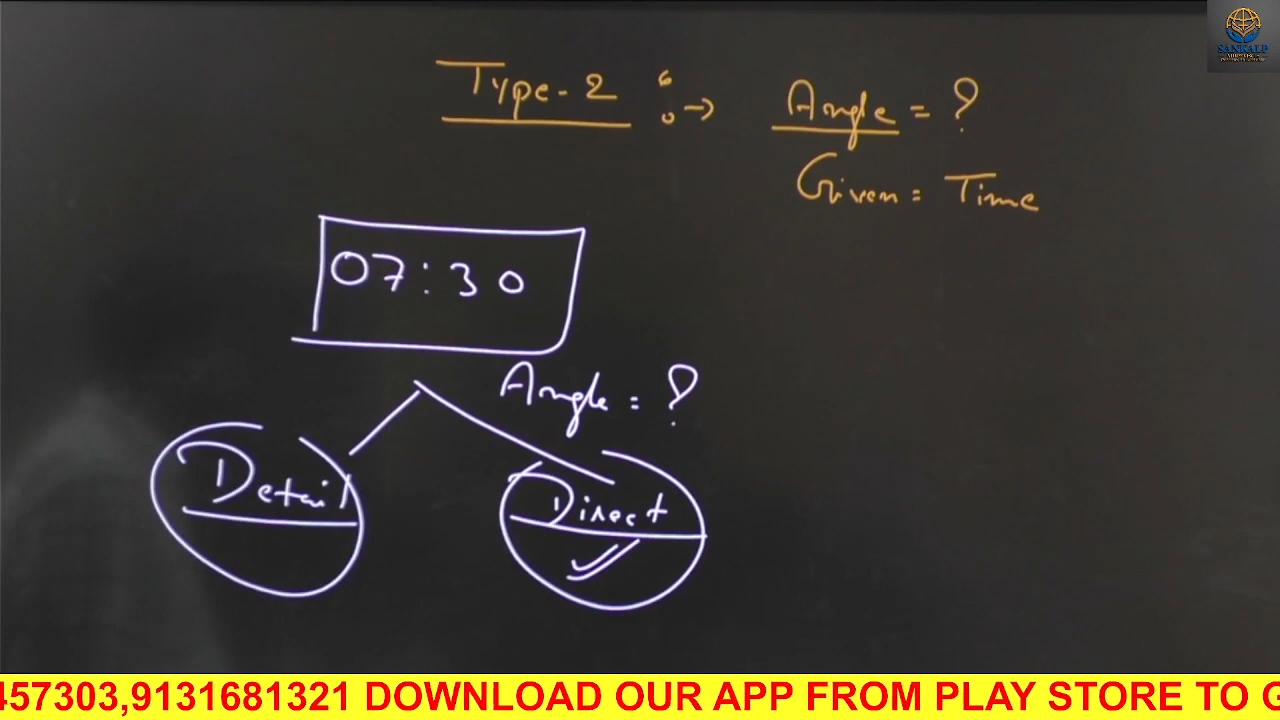 Type-2 :→ Angle = ?
Given = Time
07:30
Angle = ?
Detail
Direct
SANKALP
457303,9131681321 DOWNLOAD OUR APP FROM PLAY STORE TO G